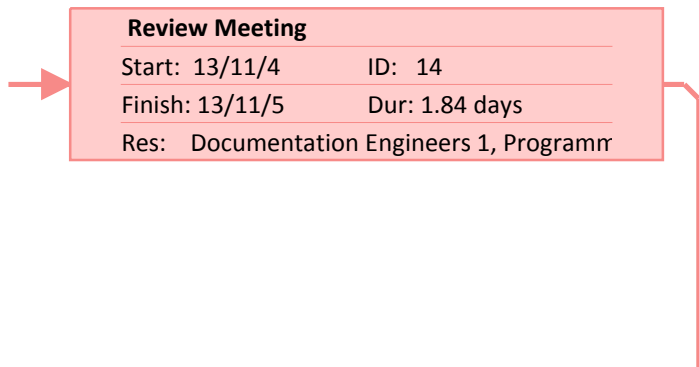 Review Meeting
Start: 13/11/4 ID: 14
Finish: 13/11/5 Dur: 1.84 days
Res: Documentation Engineers 1,